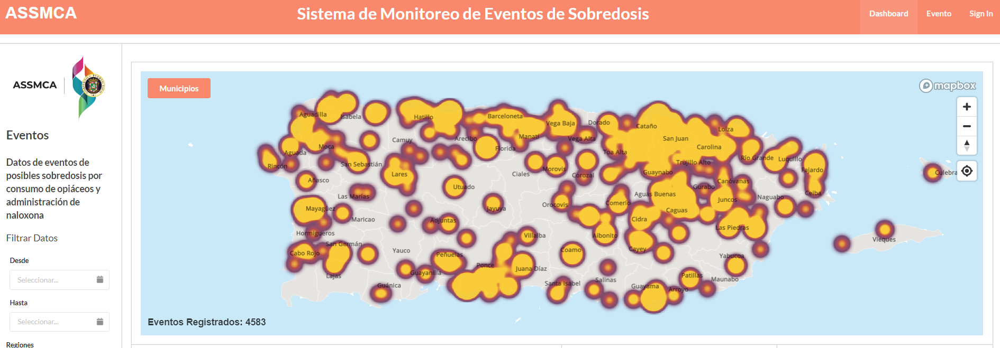 ASSMCA
Sistema de Monitoreo de Eventos de Sobredosis
Dashboard
Evento
Sign In
ASSMCA
Eventos
Datos de eventos de
posibles sobredosis por
consumo de opiáceos y
administración de
naloxona
Filtrar Datos
Desde
Seleccionar...
Hasta
Seleccionar...
Regiones
Municipios
mapbox
Aguadilla
Isabela
Hatillo
Barceloneta
Vega Baja
Dorado
Cataño
Loíza
Camuy
Arecibo
Manatí
Vega Alta
San Juan
Moca
Carolina
Aguada
Florida
Toa Alta
Río Grande
Luquillo
Rincón
San Sebastián
Trujillo Alto
Lares
Ciales
Morovis
Corozal
Guaynabo
Fajardo
Culebra
Añasco
Utuado
Gurabo
Canóvanas
Las Marías
Aguas Buenas
Ceiba
Naguabo
Juncos
Mayagüez
Jayuya
Orocovis
Comerío
Caguas
Maricao
Adjuntas
Cidra
Las Piedras
Hormigueros
Villalba
Aibonito
Vieques
San Germán
Yauco
Coamo
Cayey
Cabo Rojo
Peñuelas
Yabucoa
Ponce
Juana Díaz
Lajas
Guayanilla
Salinas
Patillas
Maunabo
Guánica
Santa Isabel
Guayama
Arroyo
Eventos Registrados: 4583